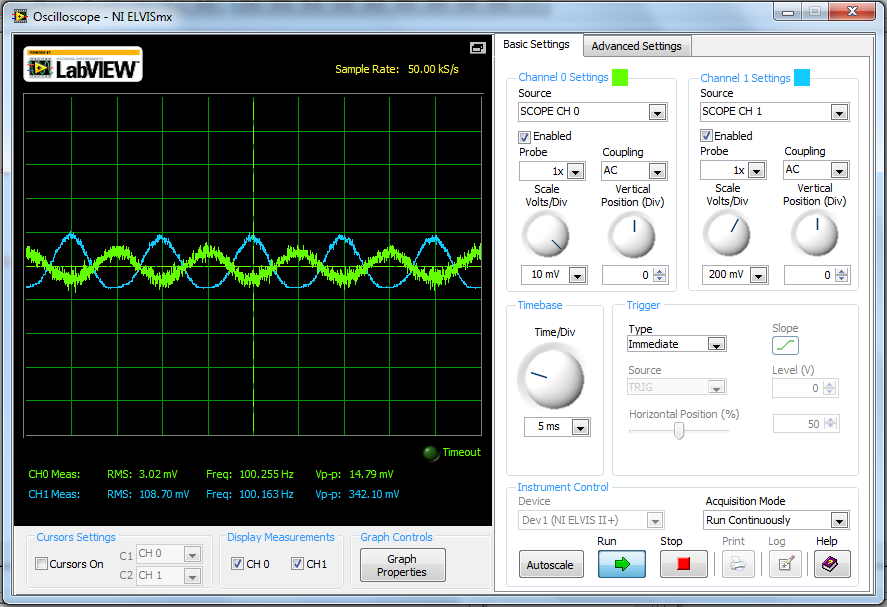 Oscilloscope - NI ELVISmx
POWERED BY
NATIONAL INSTRUMENTS
LabVIEW
Sample Rate: 50.00 kS/s
Timeout
CH0 Meas: RMS: 3.02 mV Freq: 100.255 Hz Vp-p: 14.79 mV
CH1 Meas: RMS: 108.70 mV Freq: 100.163 Hz Vp-p: 342.10 mV
Cursors Settings
Cursors On
C1 CH 0
C2 CH 1
Display Measurements
CH 0 CH1
Graph Controls
Graph
Properties
Basic Settings Advanced Settings
Channel 0 Settings
Source
SCOPE CH 0
Enabled
Probe Coupling
1x AC
Scale Vertical
Volts/Div Position (Div)
10 mV 0
Channel 1 Settings
Source
SCOPE CH 1
Enabled
Probe Coupling
1x AC
Scale Vertical
Volts/Div Position (Div)
200 mV 0
Timebase
Time/Div
5 ms
Trigger
Type Slope
Immediate
Source Level (V)
TRIG 0
Horizontal Position (%)
50
Instrument Control
Device Acquisition Mode
Dev1 (NI ELVIS II+) Run Continuously
Run Stop Print Log Help
Autoscale